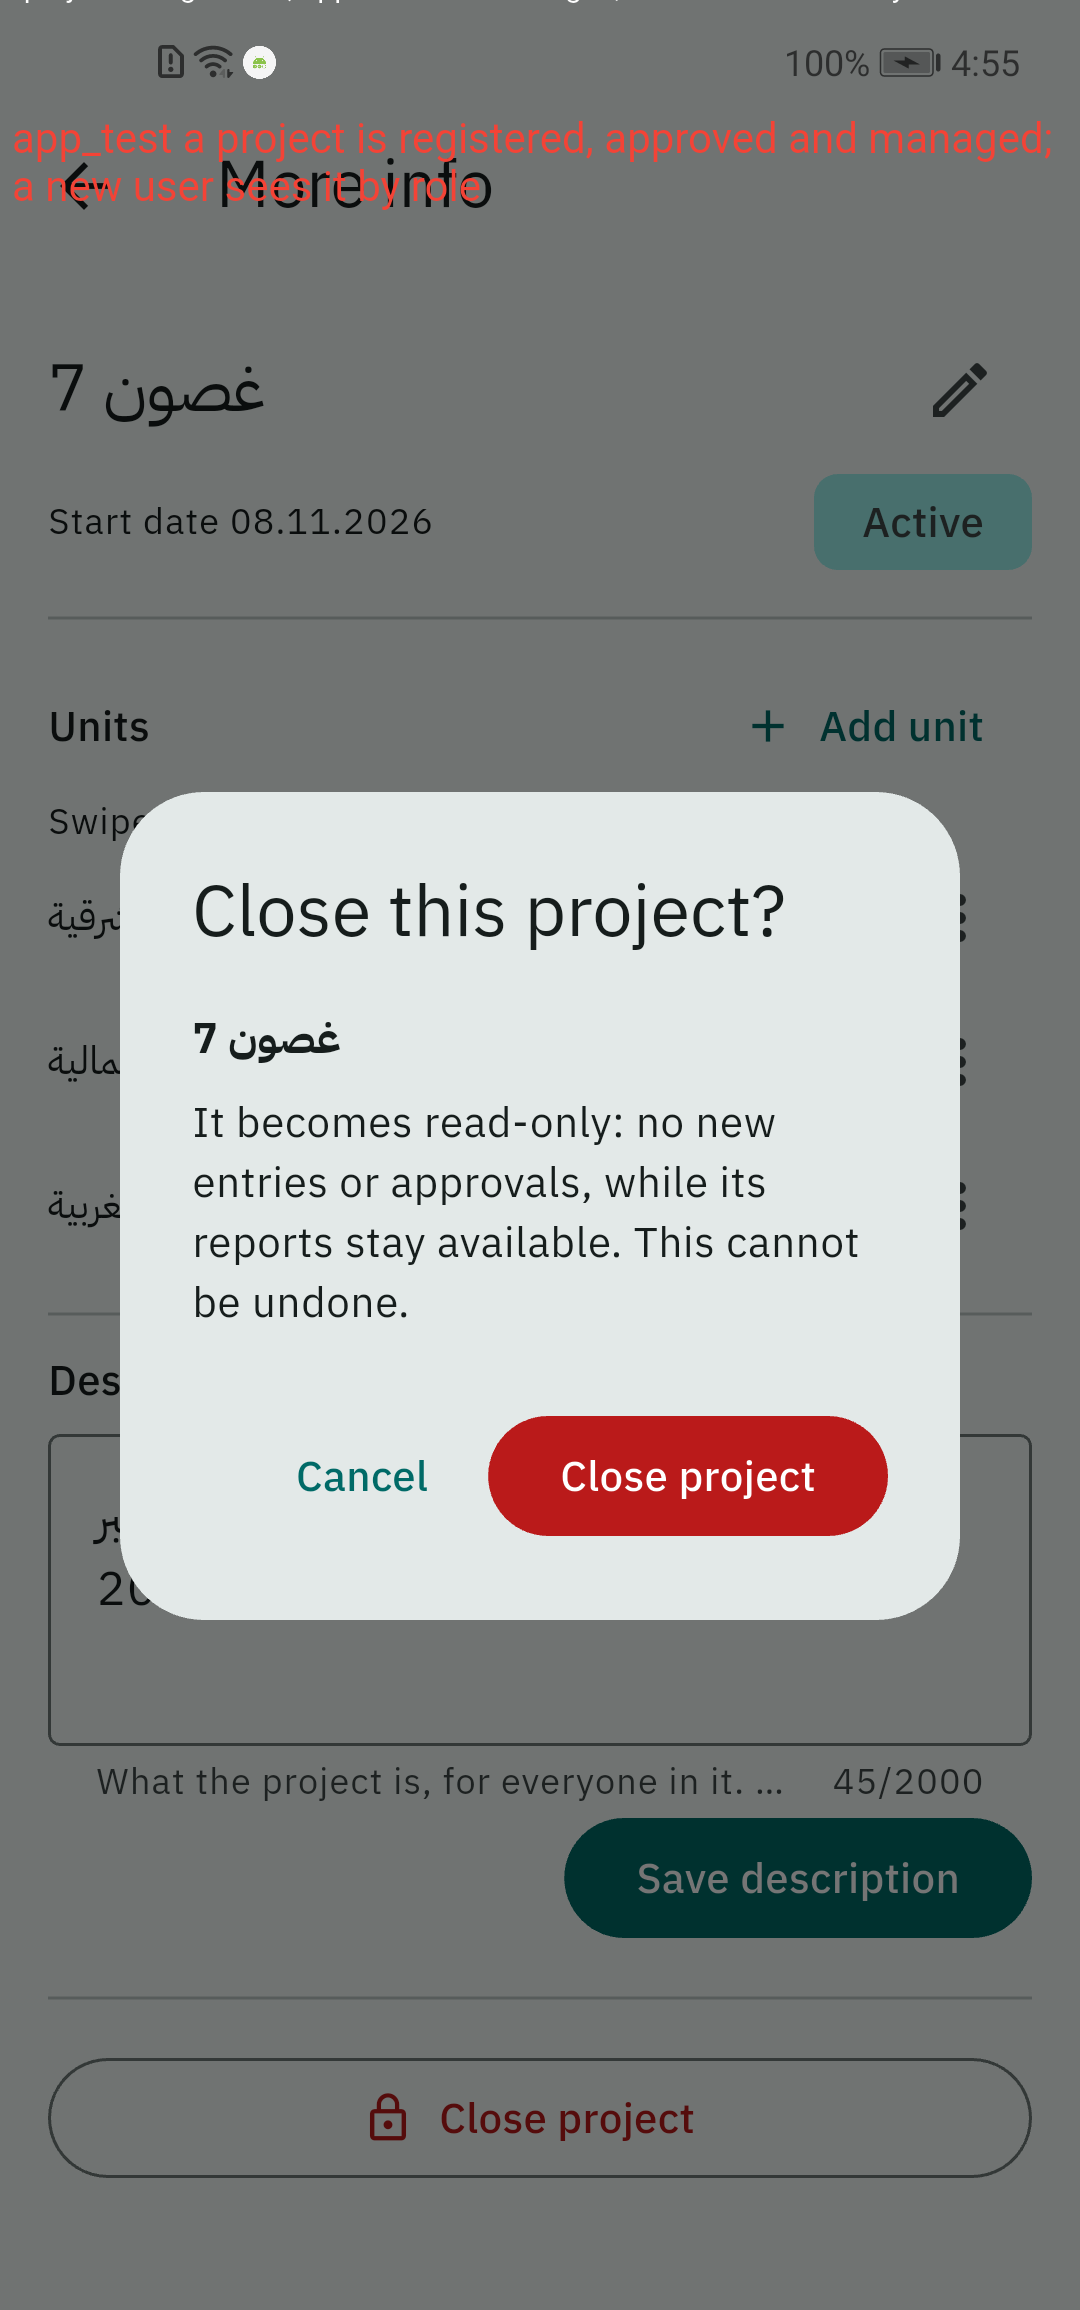 100% 4:55
app_test a project is registered, approved and managed;
a new user sees it by role
More info
غصون 7
Start date 08.11.2026
Active
Units
Add unit
Swipe
Close this project?
غصون 7
It becomes read-only: no new
entries or approvals, while its
reports stay available. This cannot
be undone.
Cancel
Close project
What the project is, for everyone in it. ...
45/2000
Save description
Close project